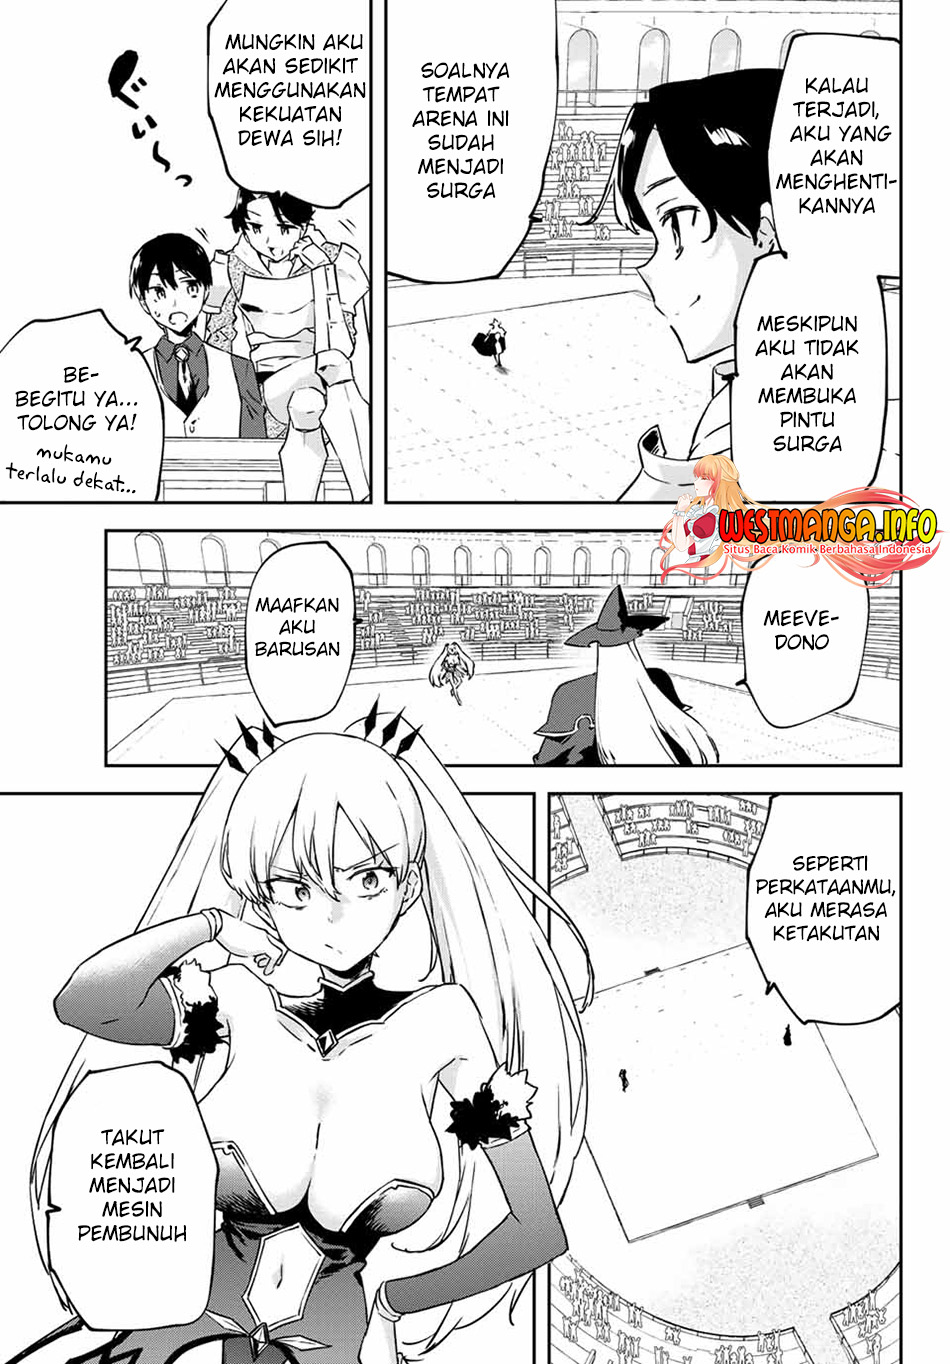 KALAU
TERJADI,
AKU YANG
AKAN
MENGHENTI-
KANNYA
MESKIPUN
AKU TIDAK
AKAN
MEMBUKA
PINTU
SURGA
SOALNYA
TEMPAT
ARENA INI
SUDAH
MENJADI
SURGA
MUNGKIN AKU
AKAN SEDIKIT
MENGGUNAKAN
KEKUATAN
DEWA SIH!
ぐい〜っ
BE-
BEGITU YA...
TOLONG YA!
mukamu
terlalu dekat...
WESTMANGA.INFO
Situs Baca Komik Berbahasa Indonesia
MEEVE-
DONO
MAAFKAN
AKU
BARUSAN
SEPERTI
PERKATAANMU,
AKU MERASA
KETAKUTAN
TAKUT
KEMBALI
MENJADI
MESIN
PEMBUNUH